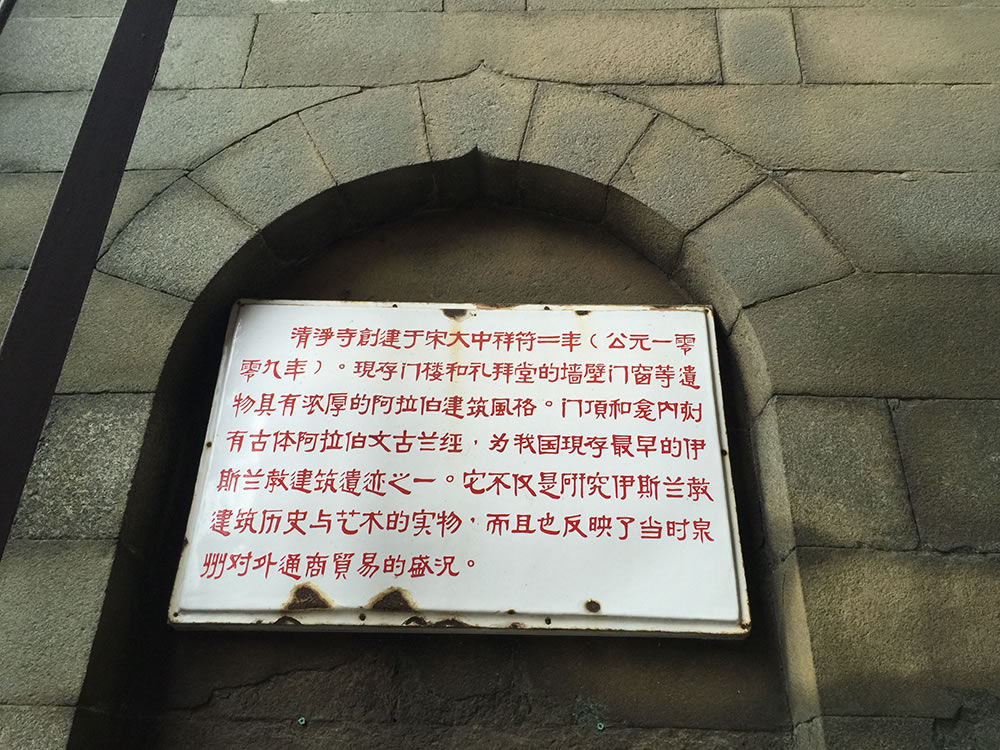 清淨寺創建于宋大中祥符二年（公元一零
零九年）。現存门楼和礼拜堂的墙壁门窗等遺
物具有浓厚的阿拉伯建筑風格。门頂和龛内刻
有古体阿拉伯文古兰经，为我国現存最早的伊
斯兰教建筑遺迹之一。它不仅是研究伊斯兰教
建筑历史与艺术的实物，而且也反映了当时泉
州对外通商貿易的盛况。